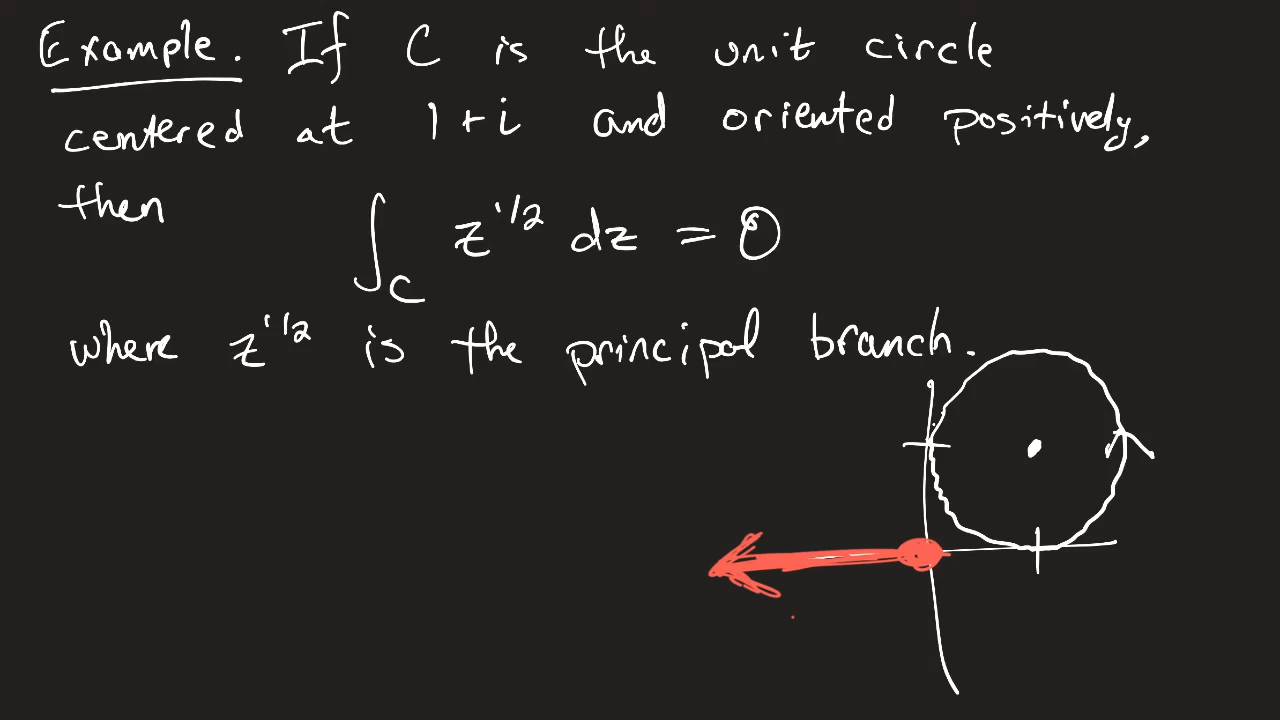 Example. If C is the unit circle
centered at 1+i and oriented positively,
then
∫_C z^{1/2} dz = 0
where z^{1/2} is the principal branch.